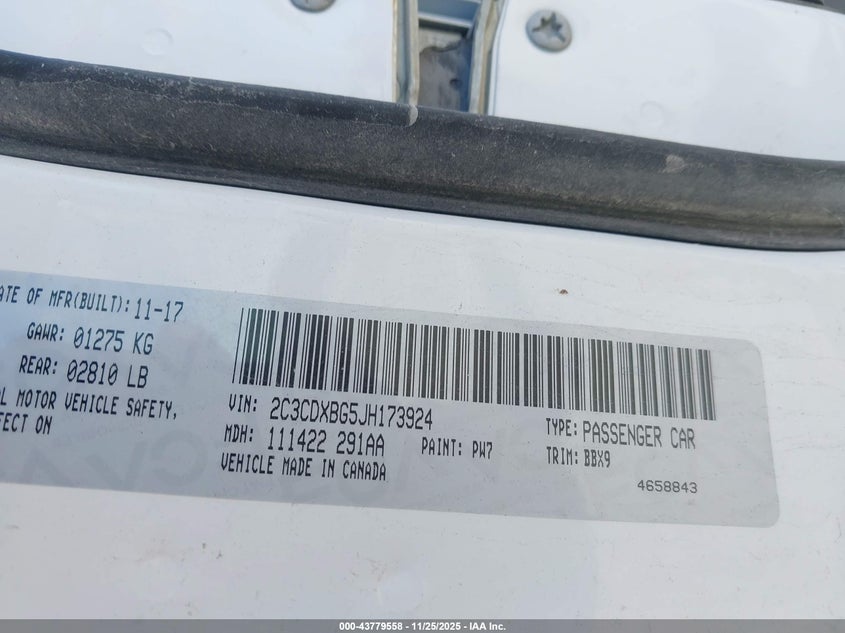 ATE OF MFR(BUILT): 11-17
GAWR: 01275 KG
REAR: 02810 LB
L MOTOR VEHICLE SAFETY,
FECT ON
VIN: 2C3CDXBG5JH173924
MDH: 111422 291AA PAINT: PW7
VEHICLE MADE IN CANADA
TYPE: PASSENGER CAR
TRIM: BBX9
4658843
000-43779558 - 11/25/2025 - IAA Inc.